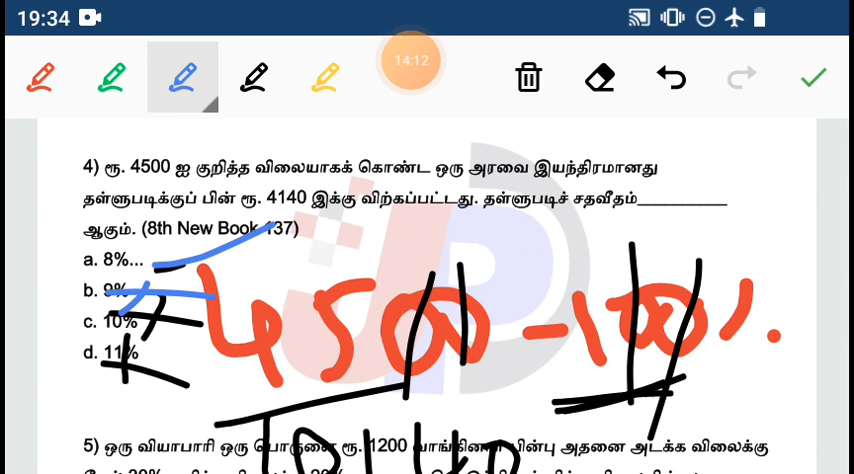 19:34
14:12
4) ரூ. 4500 ஐ குறித்த விலையாகக் கொண்ட ஒரு அரவை இயந்திரமானது
தள்ளுபடிக்குப் பின் ரூ. 4140 இக்கு விற்கப்பட்டது. தள்ளுபடிச் சதவீதம்__________
ஆகும். (8th New Book 137)
a. 8%...
b. 9%
c. 10%
d. 11%
4500 - 100%.
5) ஒரு வியாபாரி ஒரு பொருளை ரூ. 1200 வாங்கினான் பின்பு அதனை அடக்க விலைக்கு